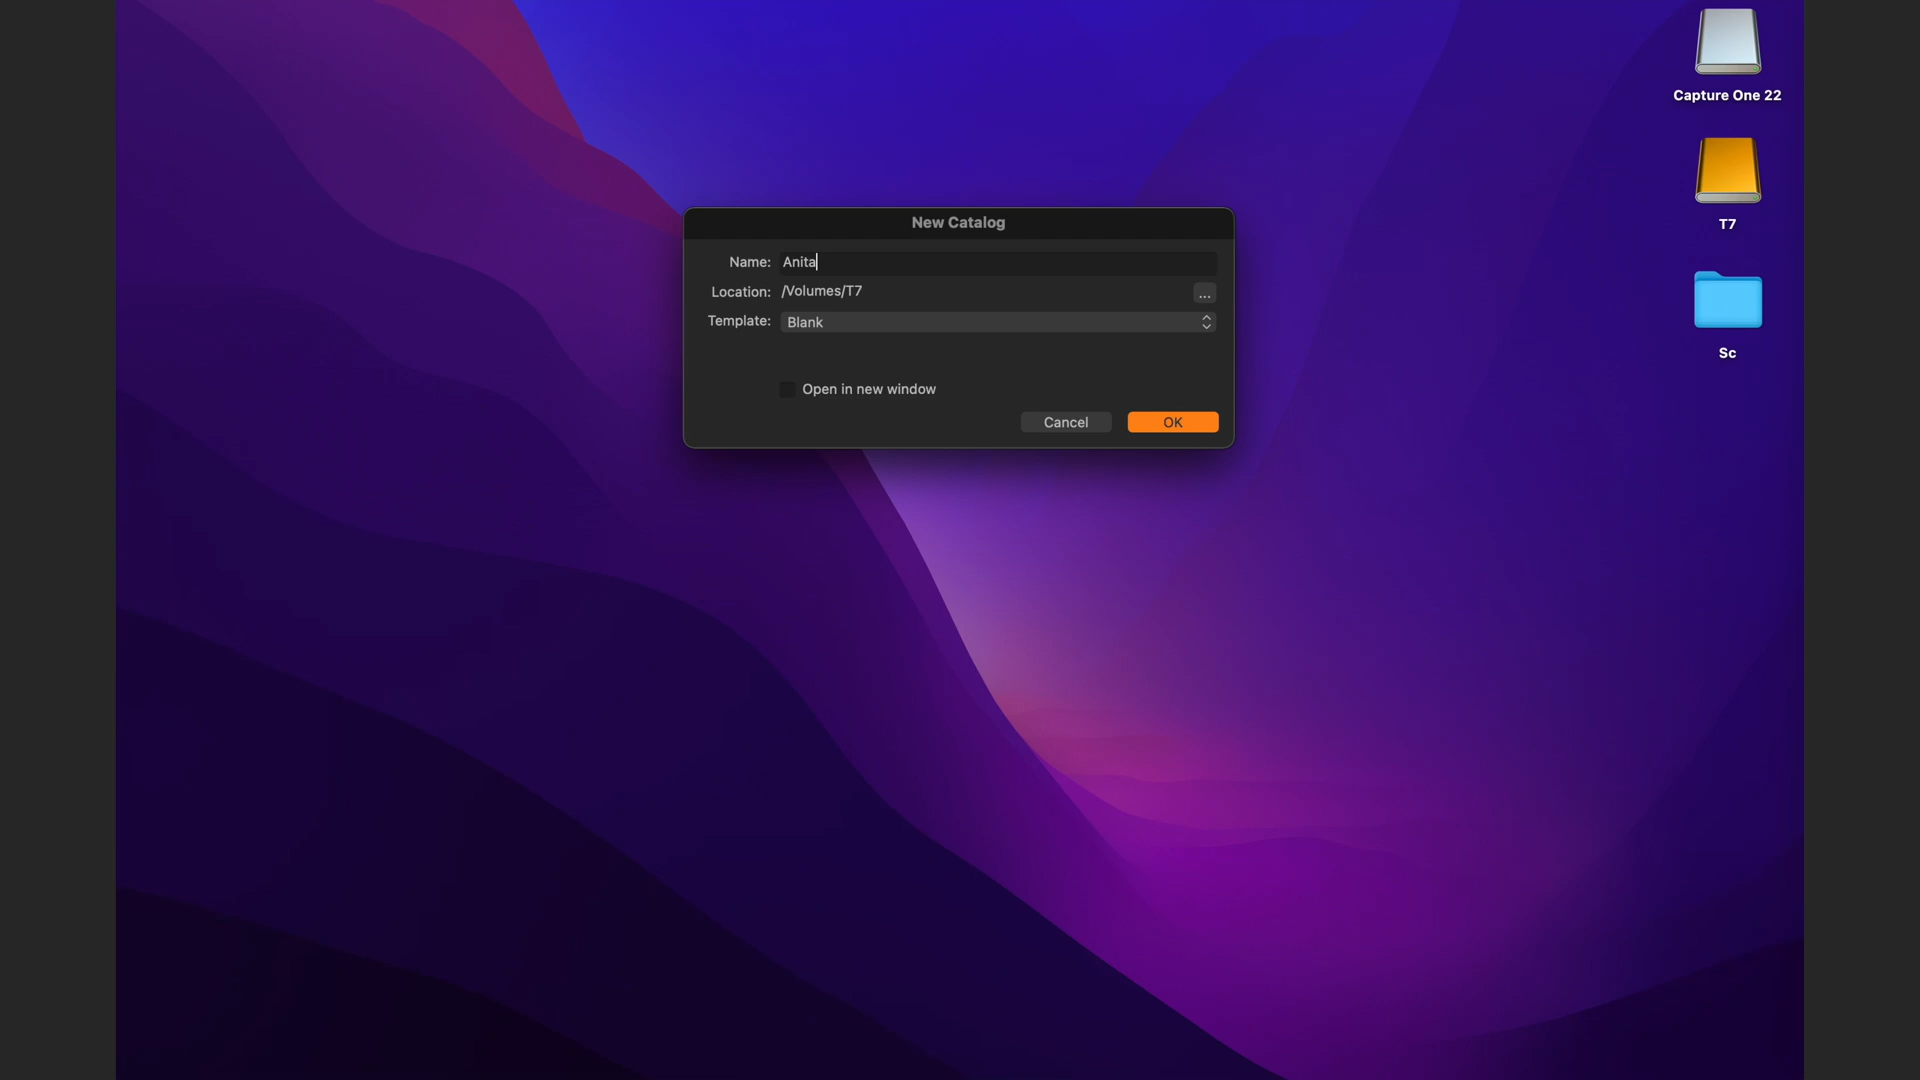 Capture One 22
T7
Sc
New Catalog
Name: Anita
Location: /Volumes/T7 ...
Template: Blank
Open in new window
Cancel OK